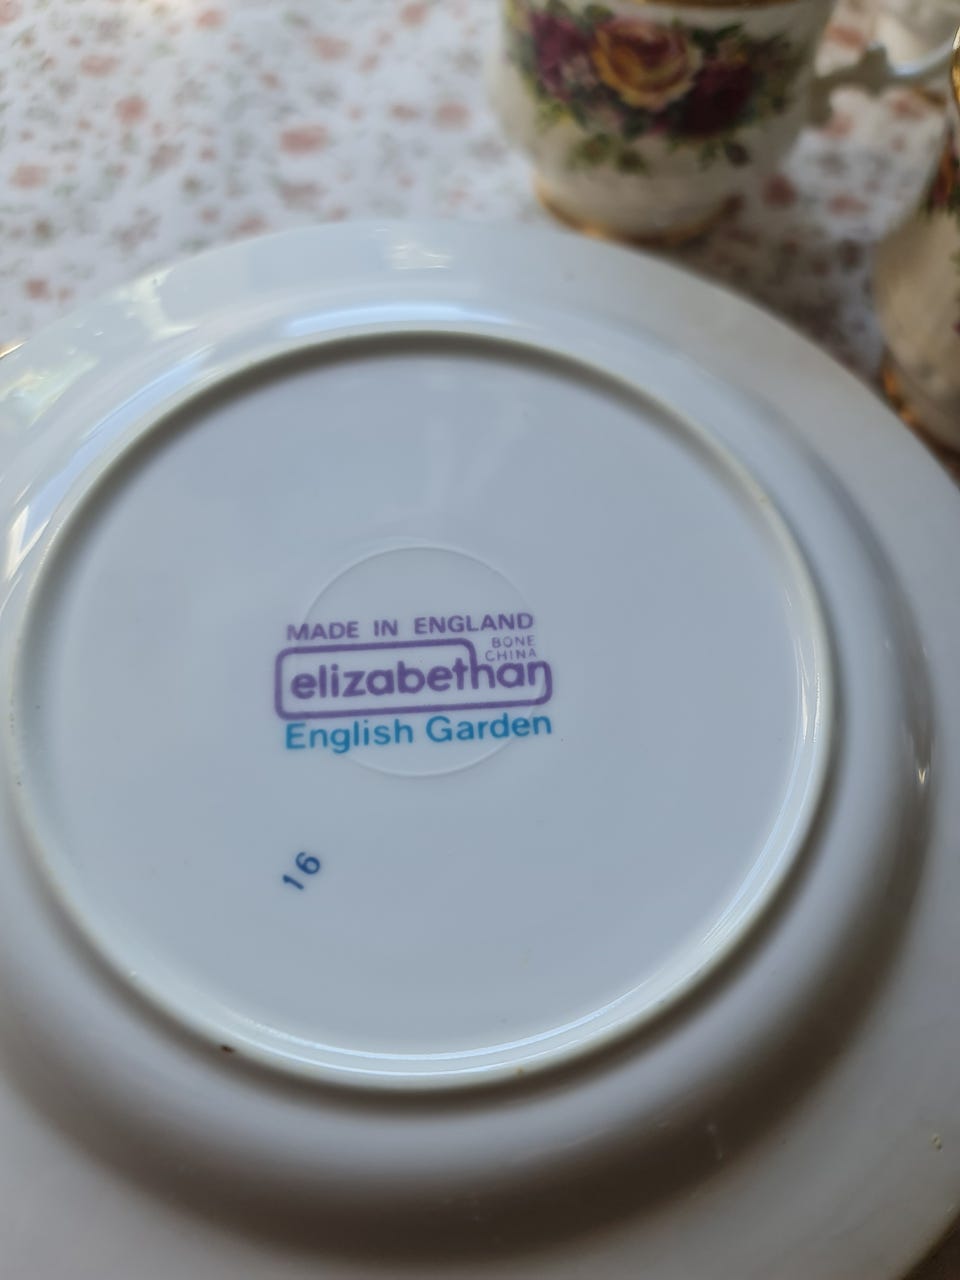 MADE IN ENGLAND
BONE
CHINA
elizabethan
English Garden
16